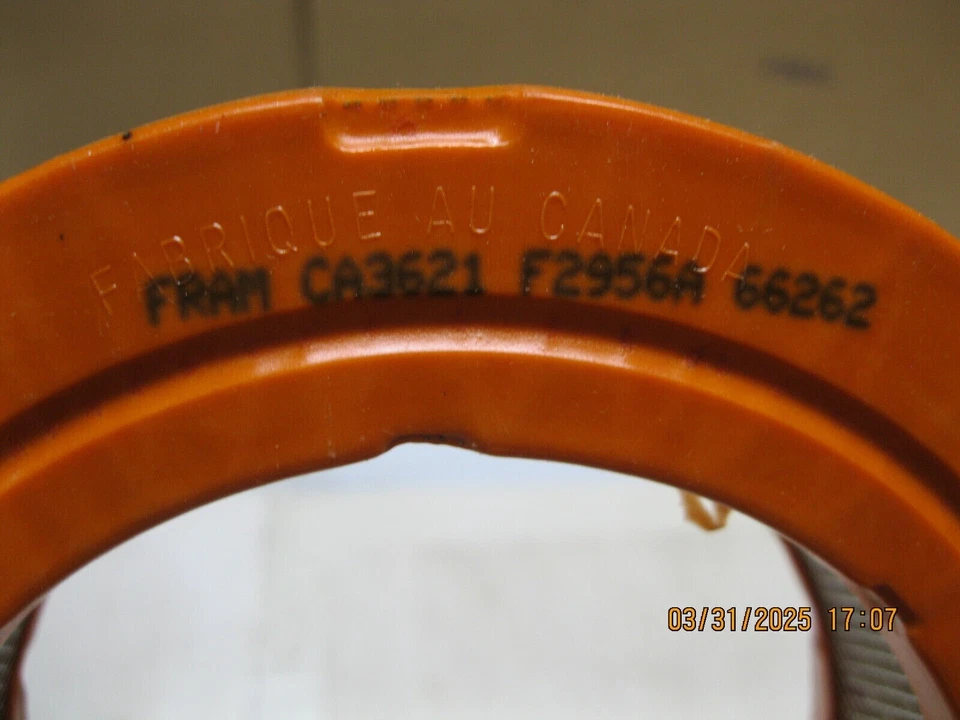 FABRIQUE AU CANADA
FRAM CA3621 F2956A 66262
03/31/2025 17:07